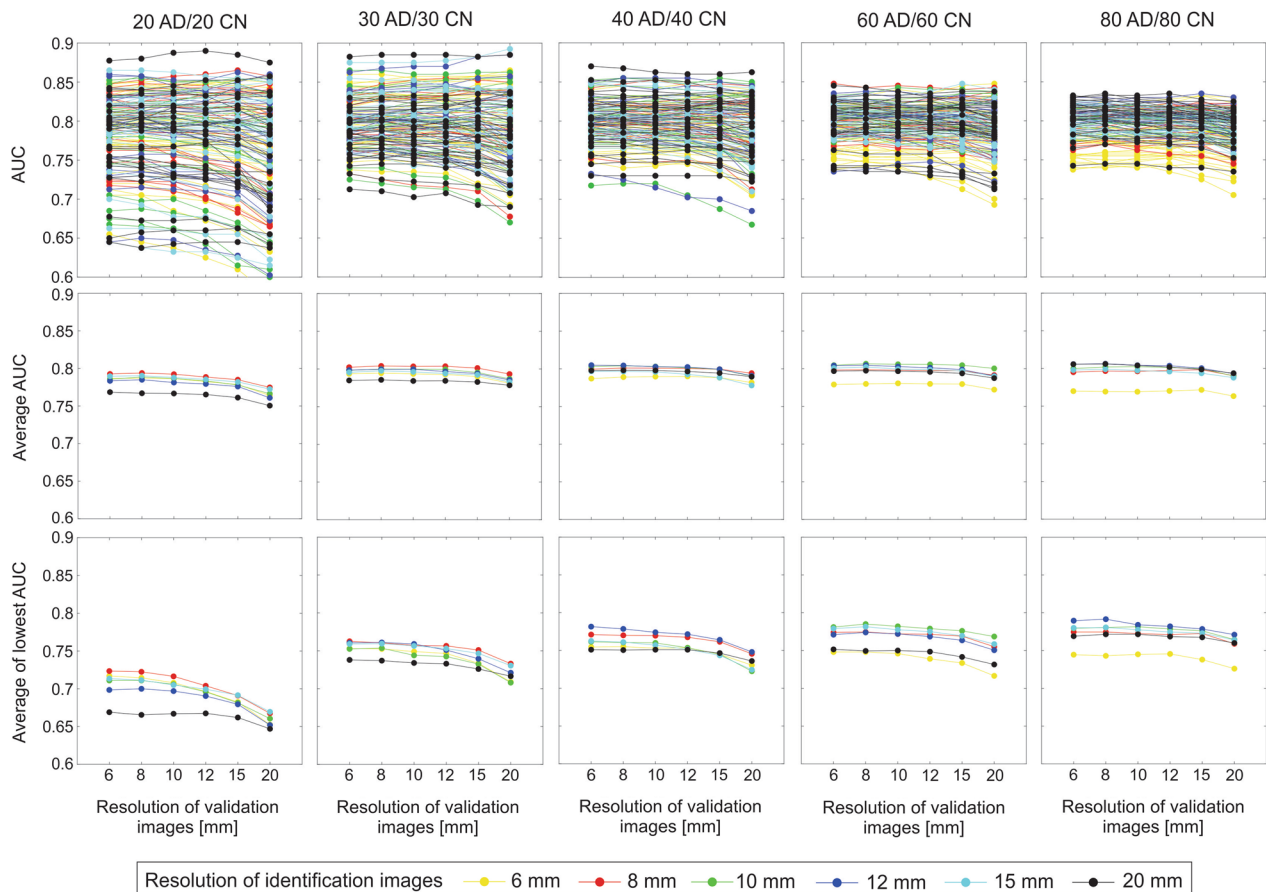 20 AD/20 CN 30 AD/30 CN 40 AD/40 CN 60 AD/60 CN 80 AD/80 CN
AUC
0.9
0.85
0.8
0.75
0.7
0.65
0.6
Average AUC
0.9
0.85
0.8
0.75
0.7
0.65
0.6
Average of lowest AUC
0.9
0.85
0.8
0.75
0.7
0.65
0.6
6 8 10 12 15 20 6 8 10 12 15 20 6 8 10 12 15 20 6 8 10 12 15 20 6 8 10 12 15 20
Resolution of validation Resolution of validation Resolution of validation Resolution of validation Resolution of validation
images [mm] images [mm] images [mm] images [mm] images [mm]
Resolution of identification images 6 mm 8 mm 10 mm 12 mm 15 mm 20 mm